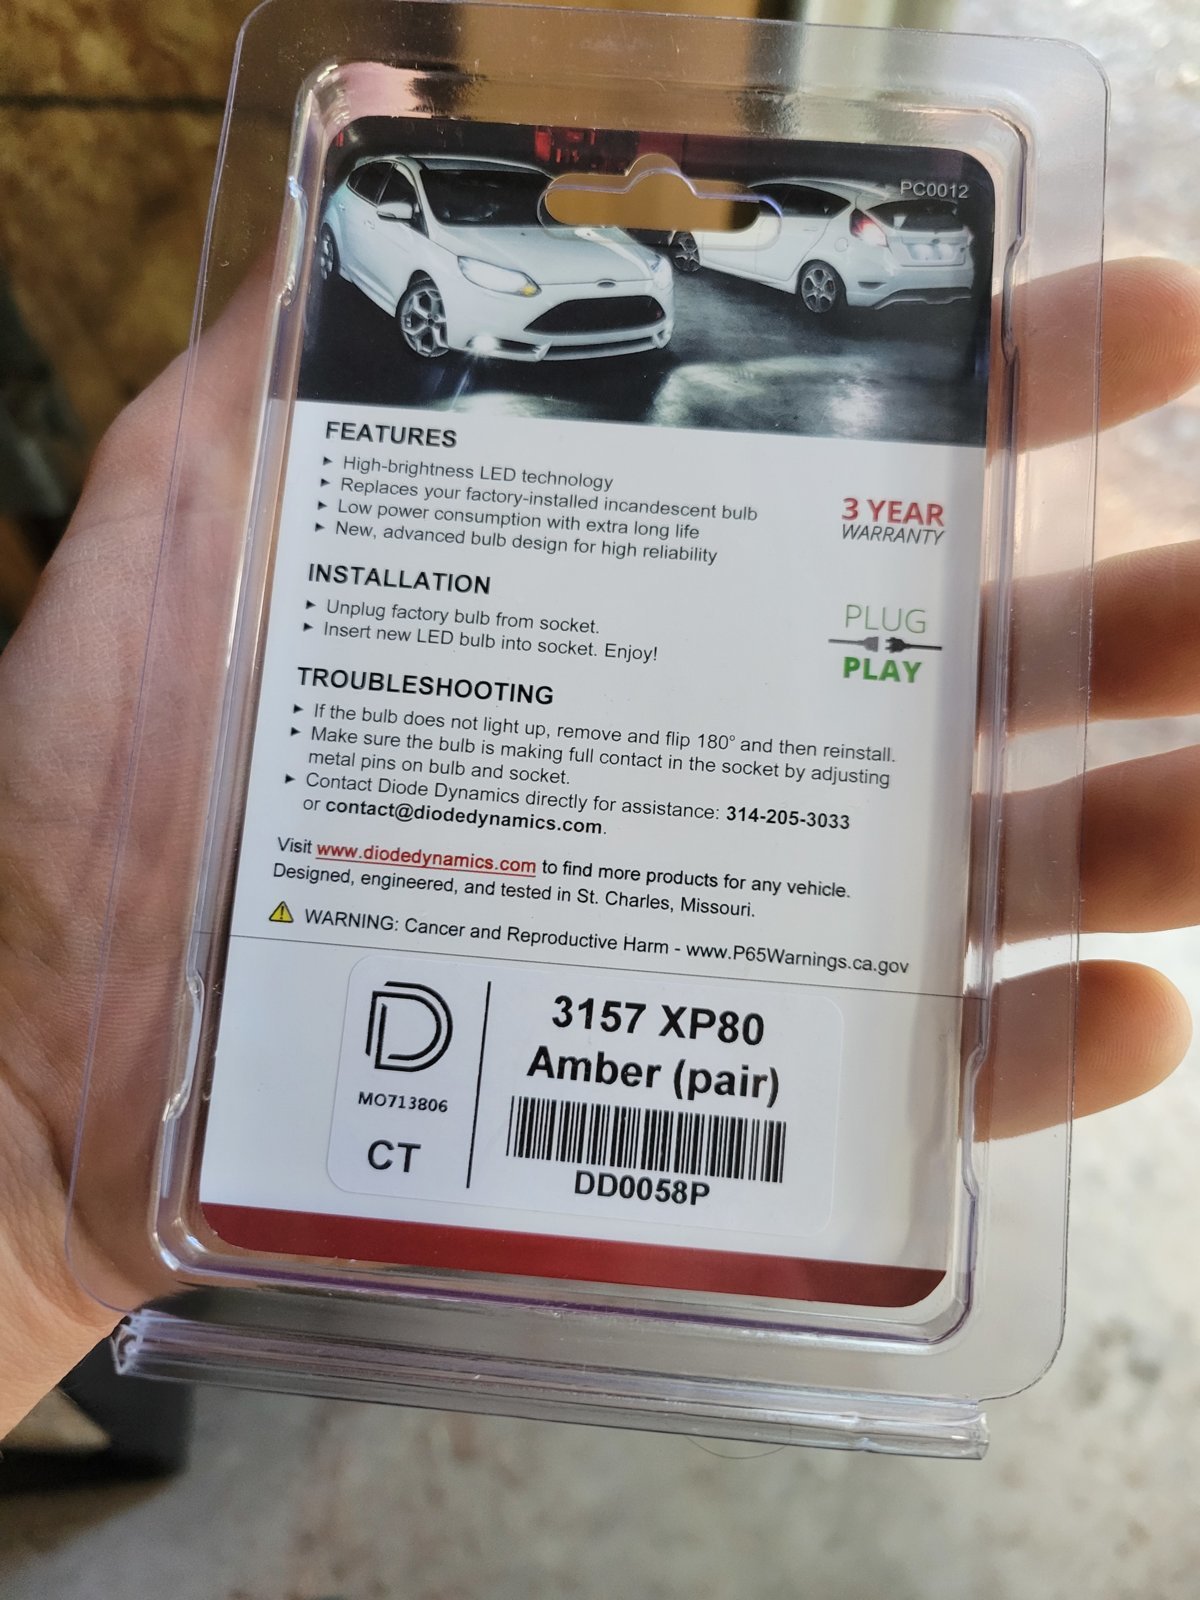 PC0012
FEATURES
▸ High-brightness LED technology
▸ Replaces your factory-installed incandescent bulb
▸ Low power consumption with extra long life
▸ New, advanced bulb design for high reliability
3 YEAR
WARRANTY
INSTALLATION
▸ Unplug factory bulb from socket.
▸ Insert new LED bulb into socket. Enjoy!
PLUG
PLAY
TROUBLESHOOTING
▸ If the bulb does not light up, remove and flip 180° and then reinstall.
▸ Make sure the bulb is making full contact in the socket by adjusting
metal pins on bulb and socket.
▸ Contact Diode Dynamics directly for assistance: 314-205-3033
or contact@diodedynamics.com.
Visit www.diodedynamics.com to find more products for any vehicle.
Designed, engineered, and tested in St. Charles, Missouri.
WARNING: Cancer and Reproductive Harm - www.P65Warnings.ca.gov
MO713806
CT
3157 XP80
Amber (pair)
DD0058P